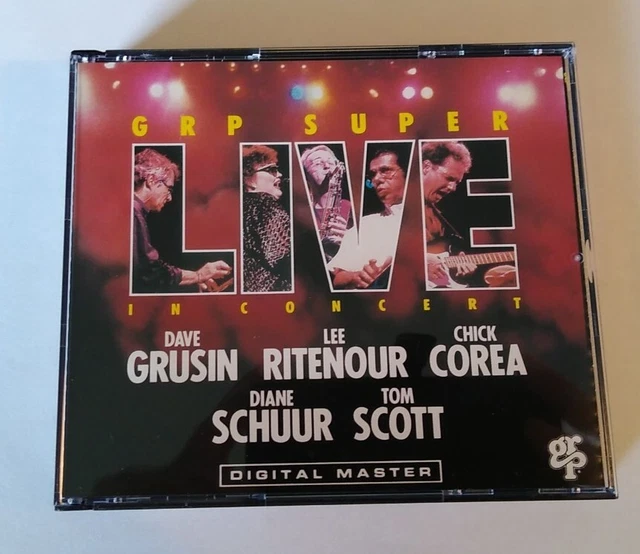 GRP SUPER
LIVE
IN CONCERT
DAVE GRUSIN
LEE RITENOUR
CHICK COREA
DIANE SCHUUR
TOM SCOTT
DIGITAL MASTER
grp